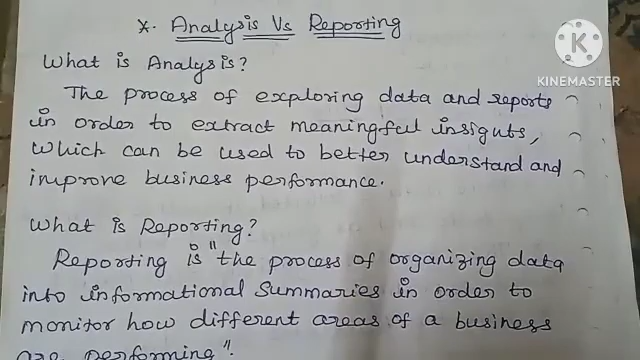 *. Analysis Vs Reporting
What is Analysis?
The process of exploring data and reports
in order to extract meaningful insights,
which can be used to better understand and
improve business performance.
What is Reporting?
Reporting is "the process of organizing data
into informational summaries in order to
monitor how different areas of a business
are performing".
K
KINEMASTER